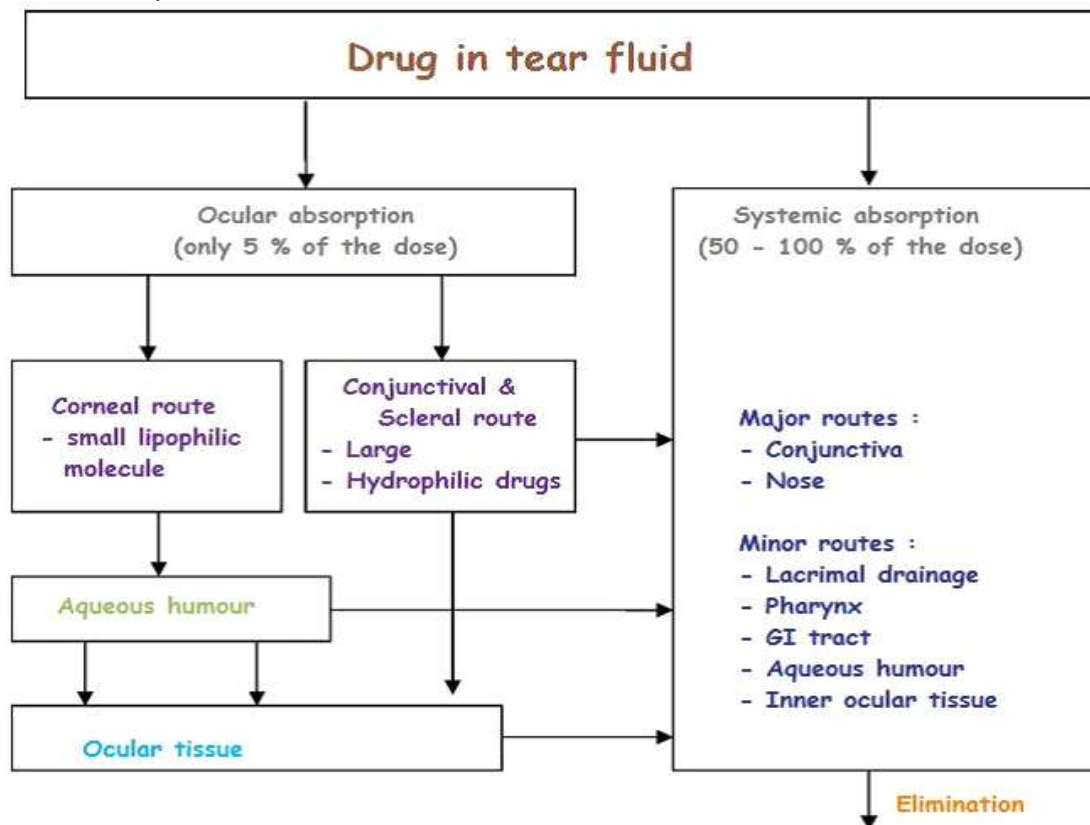 Drug in tear fluid
Ocular absorption
(only 5 % of the dose)
Systemic absorption
(50 - 100 % of the dose)
Corneal route
- small lipophilic
molecule
Conjunctival &
Scleral route
- Large
- Hydrophilic drugs
Major routes :
- Conjunctiva
- Nose
Minor routes :
- Lacrimal drainage
- Pharynx
- GI tract
- Aqueous humour
- Inner ocular tissue
Aqueous humour
Ocular tissue
Elimination